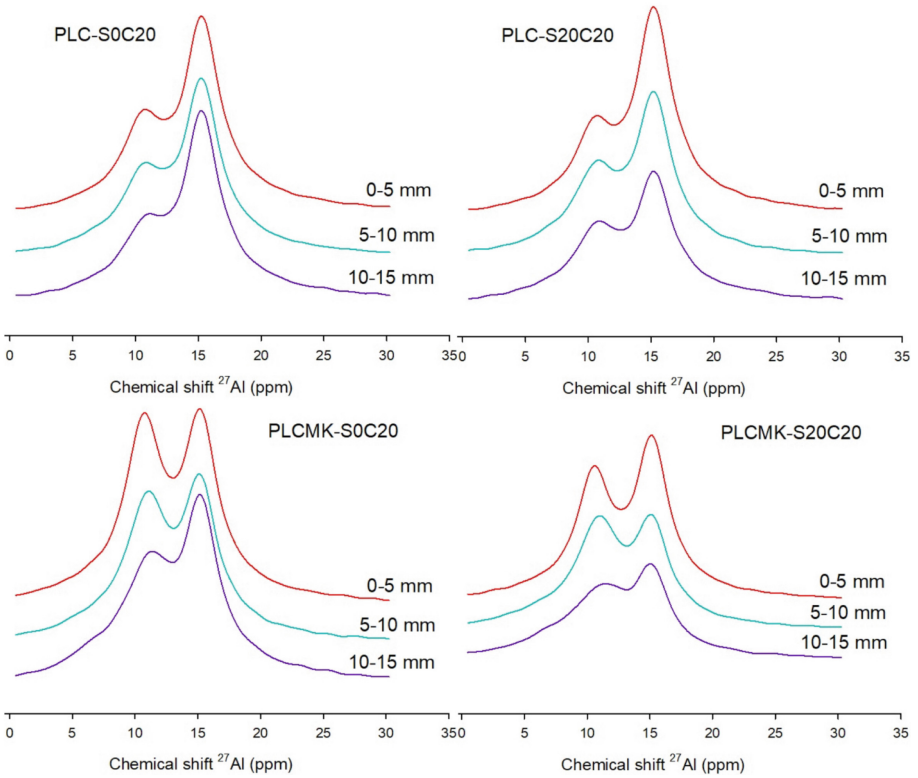 PLC-S0C20
0-5 mm
5-10 mm
10-15 mm
0 5 10 15 20 25 30 35
Chemical shift ²⁷Al (ppm)
PLC-S20C20
0-5 mm
5-10 mm
10-15 mm
0 5 10 15 20 25 30 35
Chemical shift ²⁷Al (ppm)
PLCMK-S0C20
0-5 mm
5-10 mm
10-15 mm
0 5 10 15 20 25 30 35
Chemical shift ²⁷Al (ppm)
PLCMK-S20C20
0-5 mm
5-10 mm
10-15 mm
0 5 10 15 20 25 30 35
Chemical shift ²⁷Al (ppm)